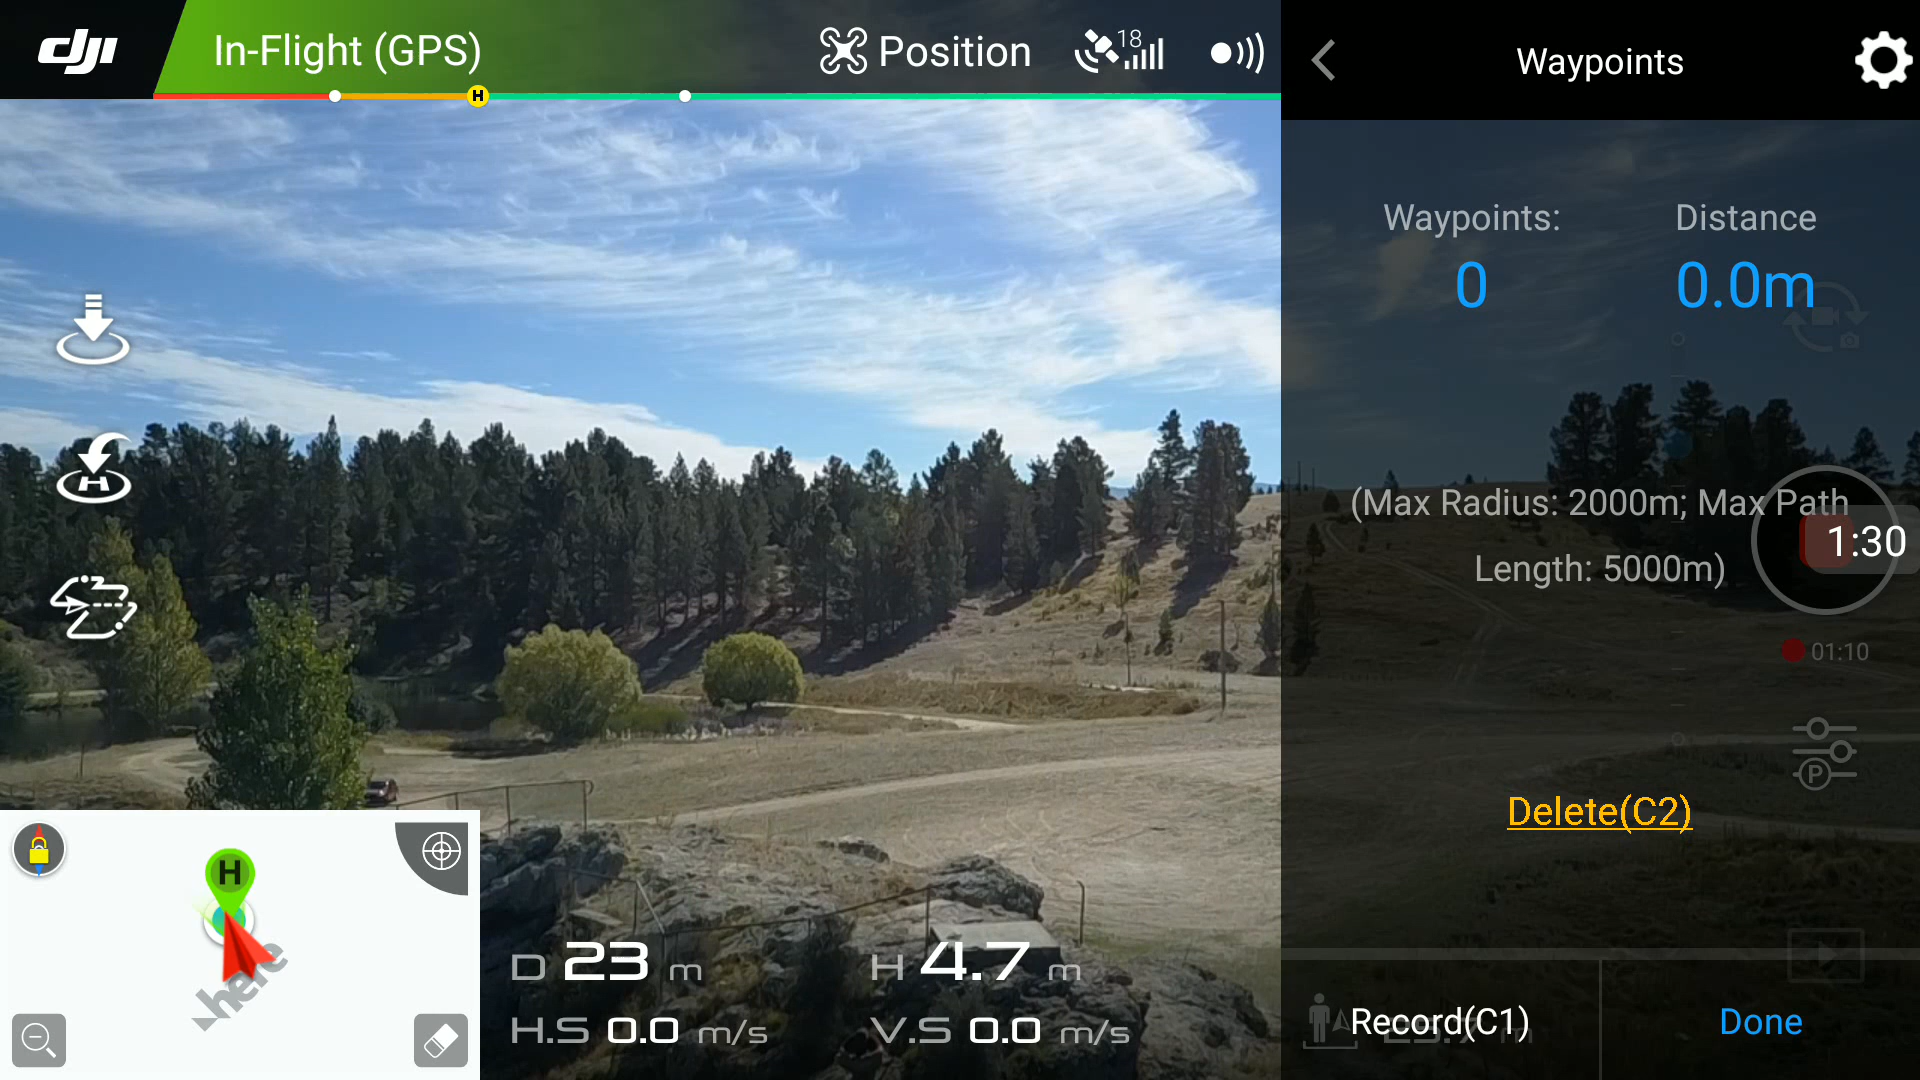 dji
In-Flight (GPS)
Position
18
H
Waypoints
Waypoints:
Distance
0
0.0m
(Max Radius: 2000m; Max Path
Length: 5000m)
1:30
01:10
P
Delete(C2)
H
H
here
D 23 m
H 4.7 m
H.S 0.0 m/s
V.S 0.0 m/s
Record(C1)
Done